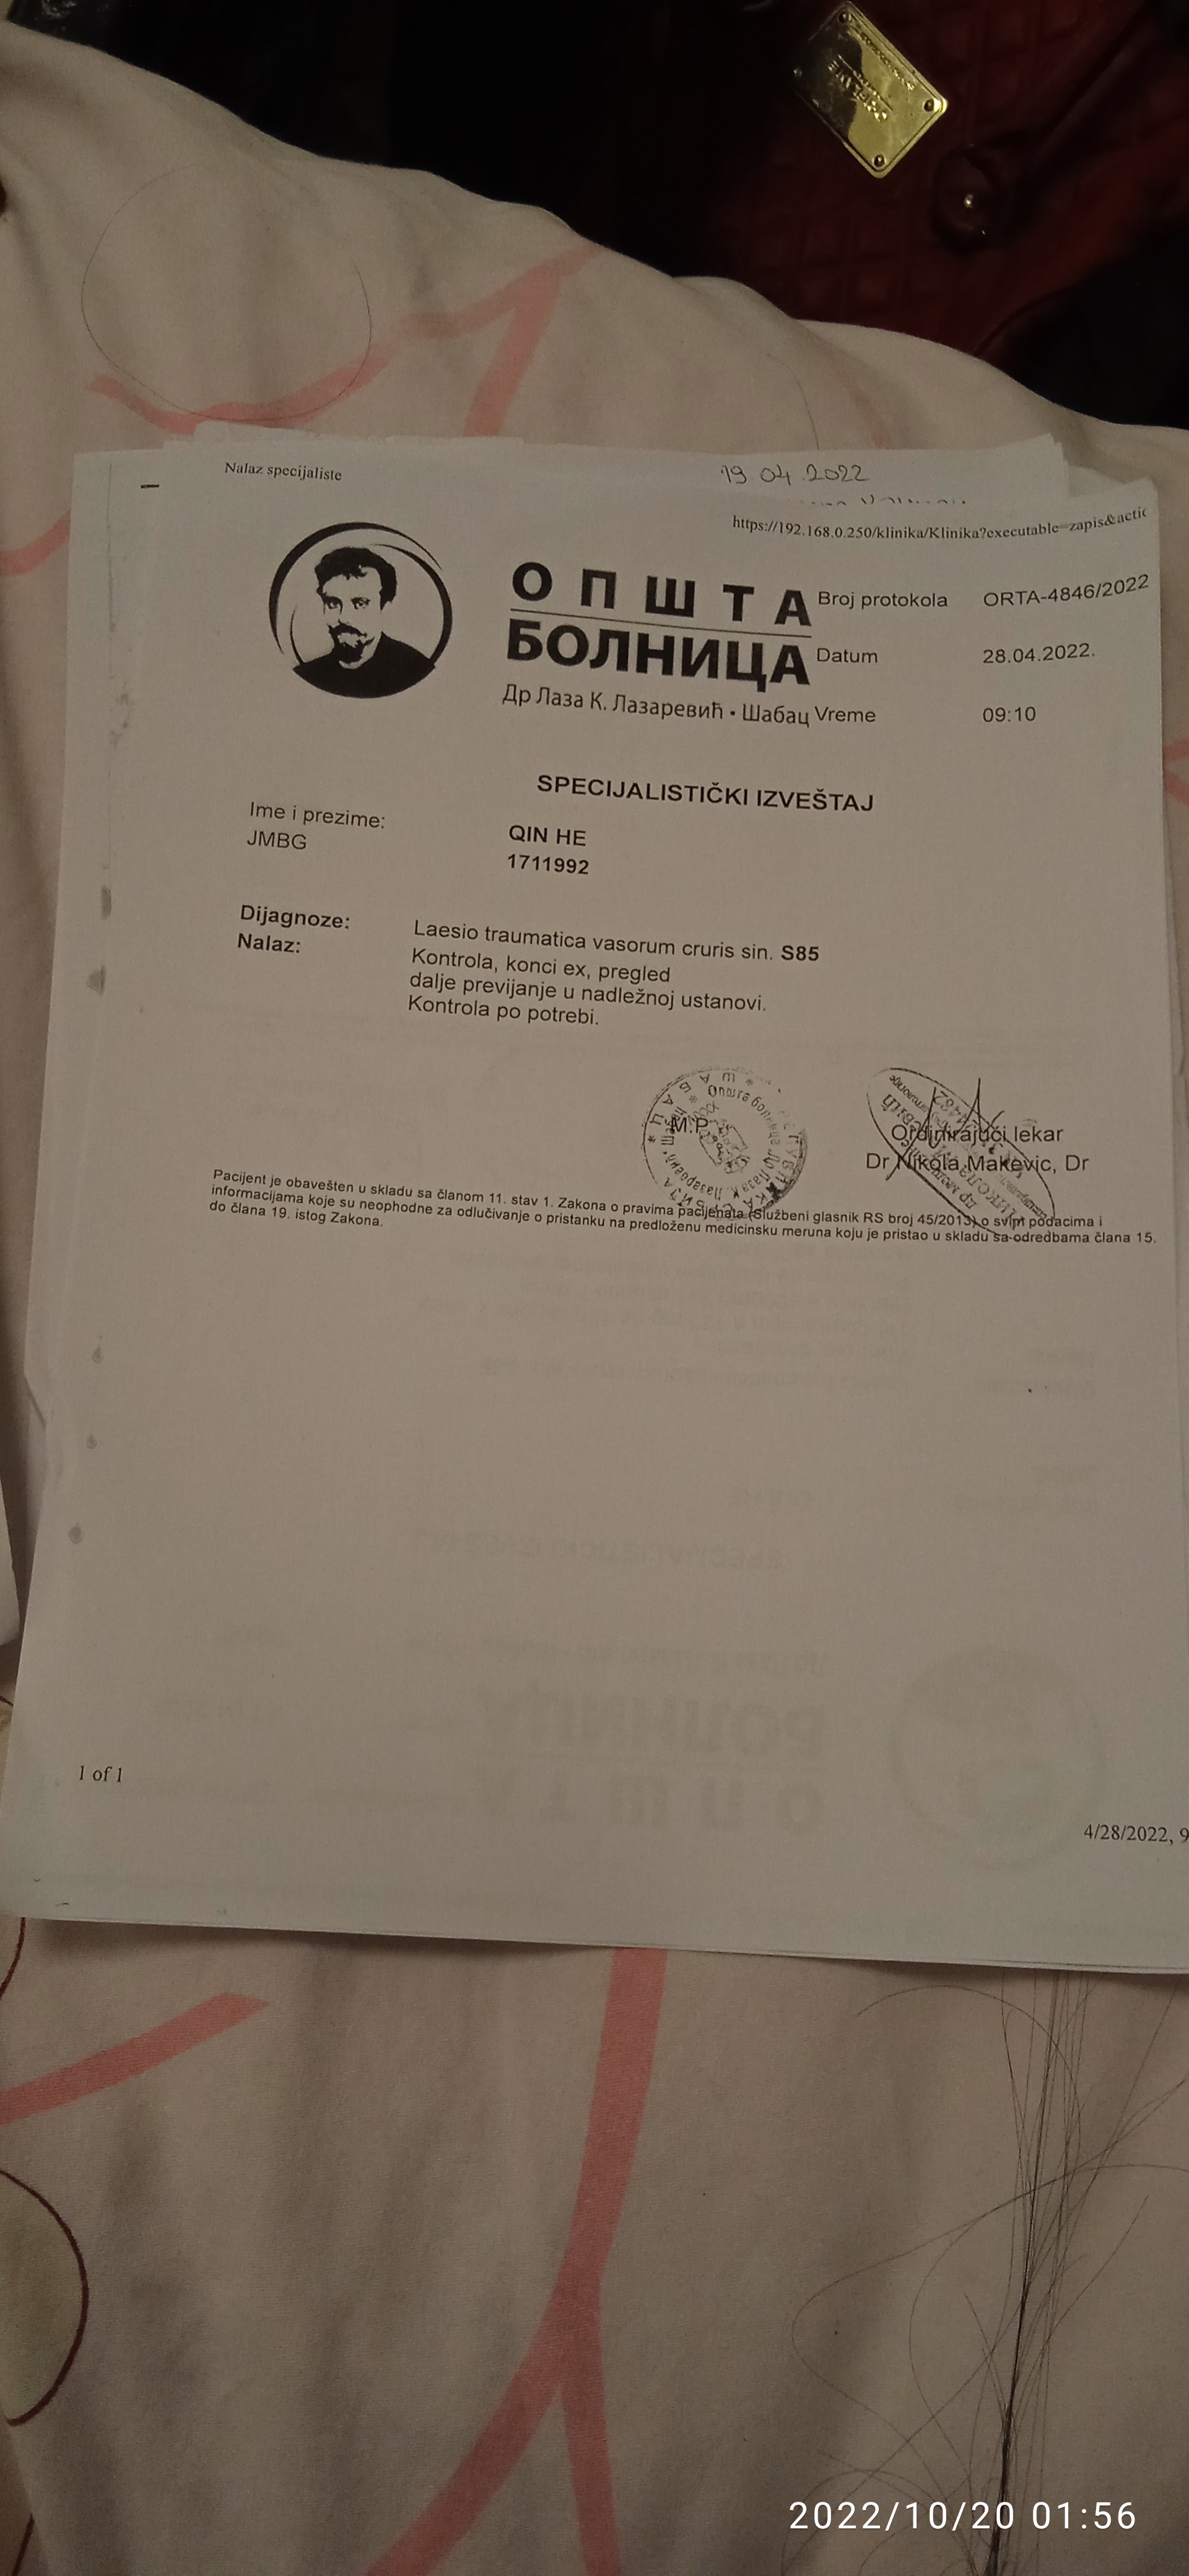 ORIFLAME
Nalaz specijaliste
19.04.2022
https://192.168.0.250/klinika/Klinika?executable=zapis&actic
ОПШТА
БОЛНИЦА
Др Лаза К. Лазаревић • Шабац
Broj protokola ORTA-4846/2022
Datum 28.04.2022.
Vreme 09:10
SPECIJALISTIČKI IZVEŠTAJ
Ime i prezime: QIN HE
JMBG 1711992
Dijagnoze: Laesio traumatica vasorum cruris sin. S85
Nalaz: Kontrola, konci ex, pregled
dalje previjanje u nadležnoj ustanovi.
Kontrola po potrebi.
M.P.
Ordinirajući lekar
Dr Nikola Makevic, Dr
Pacijent je obavešten u skladu sa članom 11. stav 1. Zakona o pravima pacijenata (Službeni glasnik RS broj 45/2013) o svim podacima i
informacijama koje su neophodne za odlučivanje o pristanku na predloženu medicinsku meruna koju je pristao u skladu sa odredbama člana 15.
do člana 19. istog Zakona.
1 of 1
4/28/2022, 9
2022/10/20 01:56